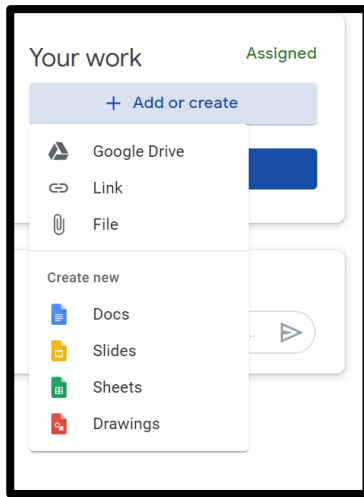 Your work
Assigned
+ Add or create
Google Drive
Link
File
Create new
Docs
Slides
Sheets
Drawings